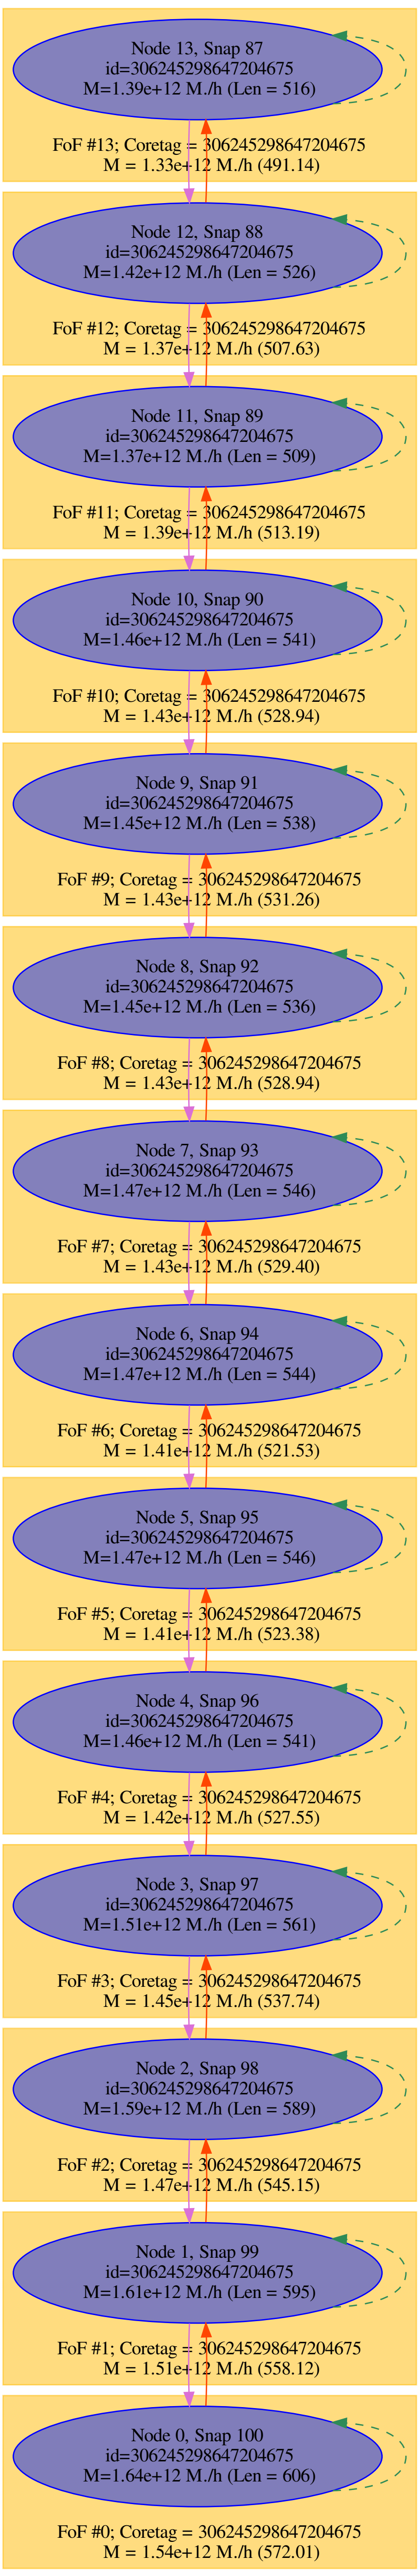 Node 13, Snap 87
id=306245298647204675
M=1.39e+12 M./h (Len = 516)
FoF #13; Coretag = 306245298647204675
M = 1.33e+12 M./h (491.14)
Node 12, Snap 88
id=306245298647204675
M=1.42e+12 M./h (Len = 526)
FoF #12; Coretag = 306245298647204675
M = 1.37e+12 M./h (507.63)
Node 11, Snap 89
id=306245298647204675
M=1.37e+12 M./h (Len = 509)
FoF #11; Coretag = 306245298647204675
M = 1.39e+12 M./h (513.19)
Node 10, Snap 90
id=306245298647204675
M=1.46e+12 M./h (Len = 541)
FoF #10; Coretag = 306245298647204675
M = 1.43e+12 M./h (528.94)
Node 9, Snap 91
id=306245298647204675
M=1.45e+12 M./h (Len = 538)
FoF #9; Coretag = 306245298647204675
M = 1.43e+12 M./h (531.26)
Node 8, Snap 92
id=306245298647204675
M=1.45e+12 M./h (Len = 536)
FoF #8; Coretag = 306245298647204675
M = 1.43e+12 M./h (528.94)
Node 7, Snap 93
id=306245298647204675
M=1.47e+12 M./h (Len = 546)
FoF #7; Coretag = 306245298647204675
M = 1.43e+12 M./h (529.40)
Node 6, Snap 94
id=306245298647204675
M=1.47e+12 M./h (Len = 544)
FoF #6; Coretag = 306245298647204675
M = 1.41e+12 M./h (521.53)
Node 5, Snap 95
id=306245298647204675
M=1.47e+12 M./h (Len = 546)
FoF #5; Coretag = 306245298647204675
M = 1.41e+12 M./h (523.38)
Node 4, Snap 96
id=306245298647204675
M=1.46e+12 M./h (Len = 541)
FoF #4; Coretag = 306245298647204675
M = 1.42e+12 M./h (527.55)
Node 3, Snap 97
id=306245298647204675
M=1.51e+12 M./h (Len = 561)
FoF #3; Coretag = 306245298647204675
M = 1.45e+12 M./h (537.74)
Node 2, Snap 98
id=306245298647204675
M=1.59e+12 M./h (Len = 589)
FoF #2; Coretag = 306245298647204675
M = 1.47e+12 M./h (545.15)
Node 1, Snap 99
id=306245298647204675
M=1.61e+12 M./h (Len = 595)
FoF #1; Coretag = 306245298647204675
M = 1.51e+12 M./h (558.12)
Node 0, Snap 100
id=306245298647204675
M=1.64e+12 M./h (Len = 606)
FoF #0; Coretag = 306245298647204675
M = 1.54e+12 M./h (572.01)